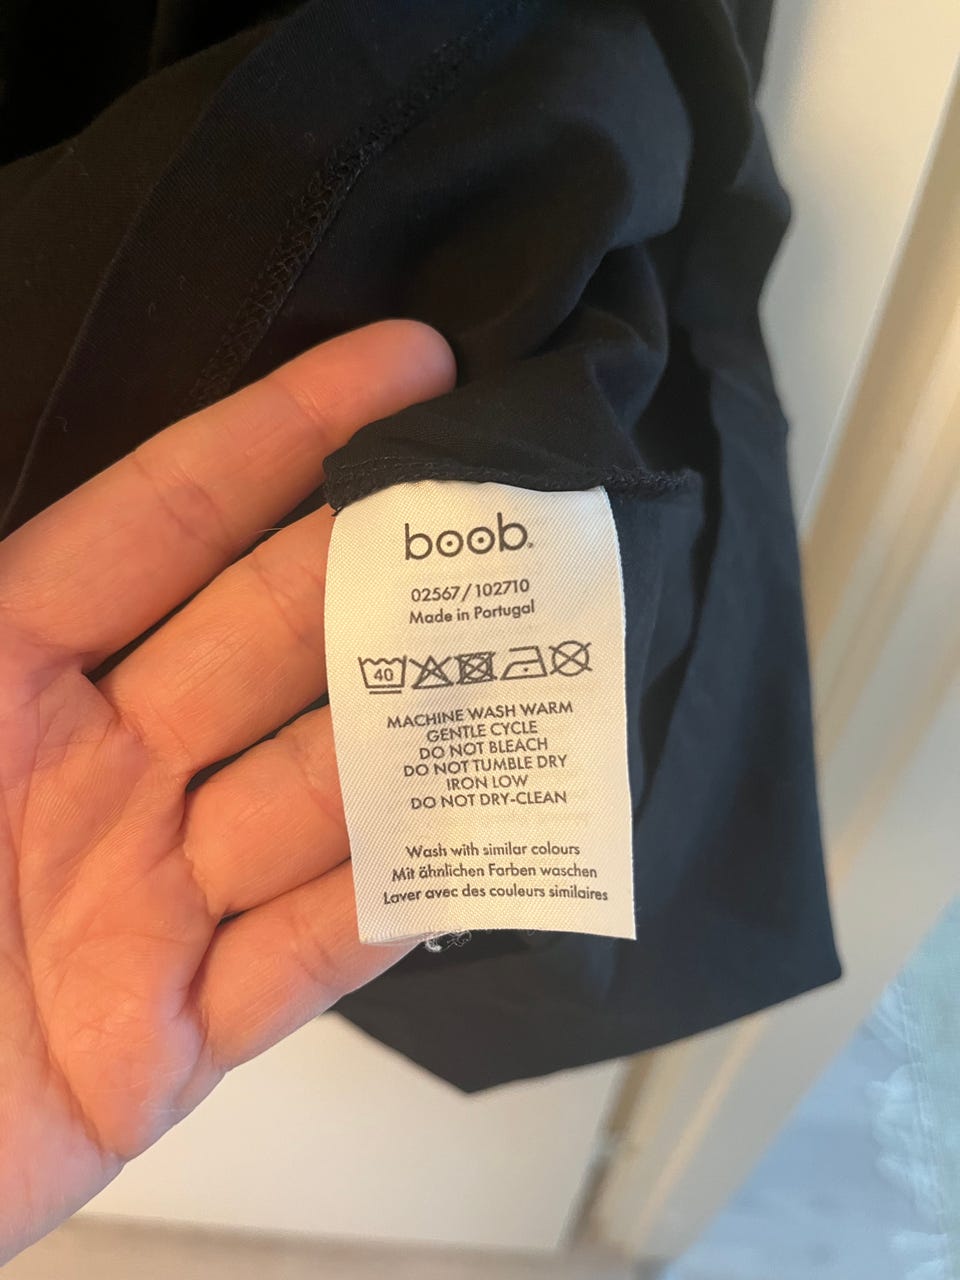 boob.
02567/102710
Made in Portugal
40
MACHINE WASH WARM
GENTLE CYCLE
DO NOT BLEACH
DO NOT TUMBLE DRY
IRON LOW
DO NOT DRY-CLEAN
Wash with similar colours
Mit ähnlichen Farben waschen
Laver avec des couleurs similaires